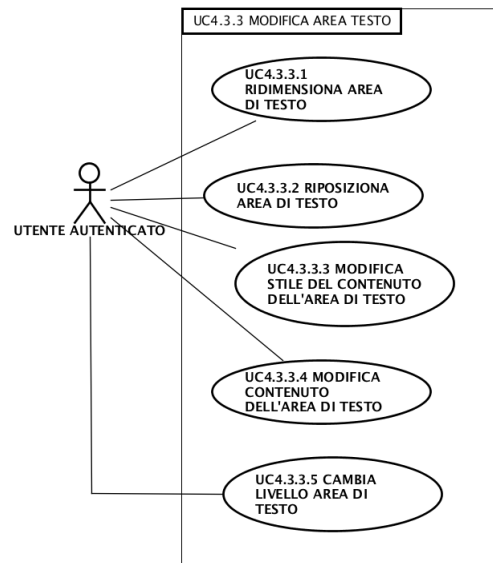 UC4.3.3 MODIFICA AREA TESTO
UC4.3.3.1
RIDIMENSIONA AREA
DI TESTO
UC4.3.3.2 RIPOSIZIONA
AREA DI TESTO
UTENTE AUTENTICATO
UC4.3.3.3 MODIFICA
STILE DEL CONTENUTO
DELL'AREA DI TESTO
UC4.3.3.4 MODIFICA
CONTENUTO
DELL'AREA DI TESTO
UC4.3.3.5 CAMBIA
LIVELLO AREA DI
TESTO